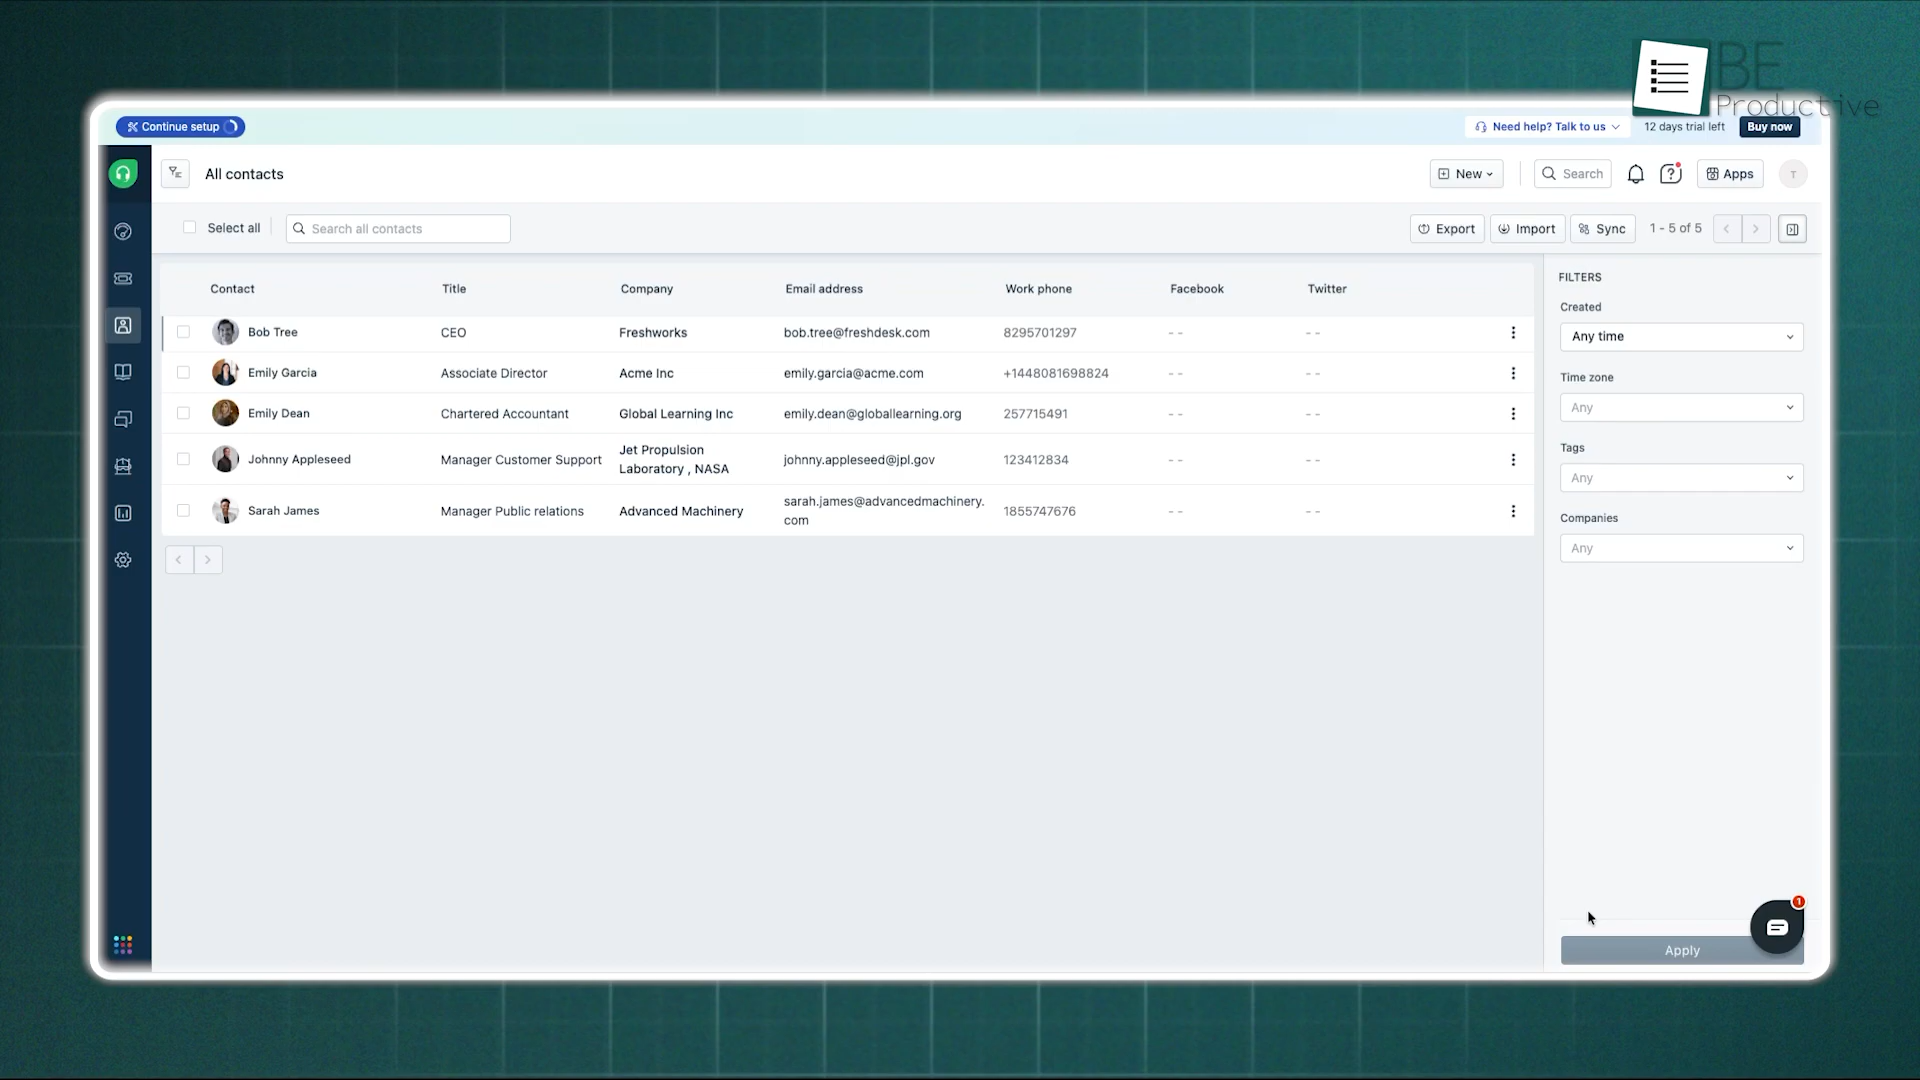 BE
Productive
Continue setup
Need help? Talk to us
12 days trial left
Buy now
All contacts
New
Search
Apps
T
Select all
Search all contacts
Export
Import
Sync
1 - 5 of 5
Contact
Title
Company
Email address
Work phone
Facebook
Twitter
Bob Tree
CEO
Freshworks
bob.tree@freshdesk.com
8295701297
- -
- -
Emily Garcia
Associate Director
Acme Inc
emily.garcia@acme.com
+1448081698824
- -
- -
Emily Dean
Chartered Accountant
Global Learning Inc
emily.dean@globallearning.org
257715491
- -
- -
Johnny Appleseed
Manager Customer Support
Jet Propulsion
Laboratory , NASA
johnny.appleseed@jpl.gov
123412834
- -
- -
Sarah James
Manager Public relations
Advanced Machinery
sarah.james@advancedmachinery.
com
1855747676
- -
- -
FILTERS
Created
Any time
Time zone
Any
Tags
Any
Companies
Any
1
Apply